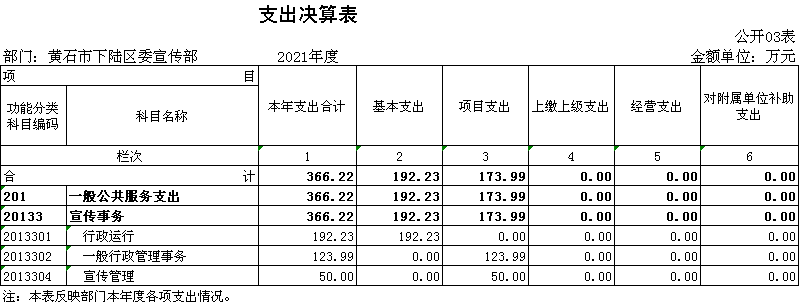 支出决算表
公开03表
部门：黄石市下陆区委宣传部 2021年度 金额单位：万元
项 目 本年支出合计 基本支出 项目支出 上缴上级支出 经营支出 对附属单位补助支出
功能分类科目编码 科目名称
栏次 1 2 3 4 5 6
合 计 366.22 192.23 173.99 0.00 0.00 0.00
201 一般公共服务支出 366.22 192.23 173.99 0.00 0.00 0.00
20133 宣传事务 366.22 192.23 173.99 0.00 0.00 0.00
2013301 行政运行 192.23 192.23 0.00 0.00 0.00 0.00
2013302 一般行政管理事务 123.99 0.00 123.99 0.00 0.00 0.00
2013304 宣传管理 50.00 0.00 50.00 0.00 0.00 0.00
注：本表反映部门本年度各项支出情况。